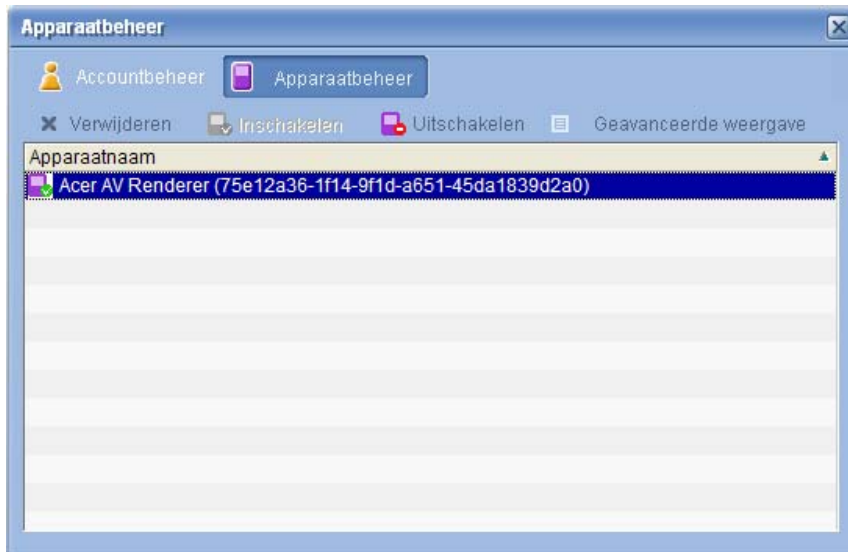 Apparaatbeheer
Accountbeheer Apparaatbeheer
Verwijderen Inschakelen Uitschakelen Geavanceerde weergave
Apparaatnaam
Acer AV Renderer (75e12a36-1f14-9f1d-a651-45da1839d2a0)